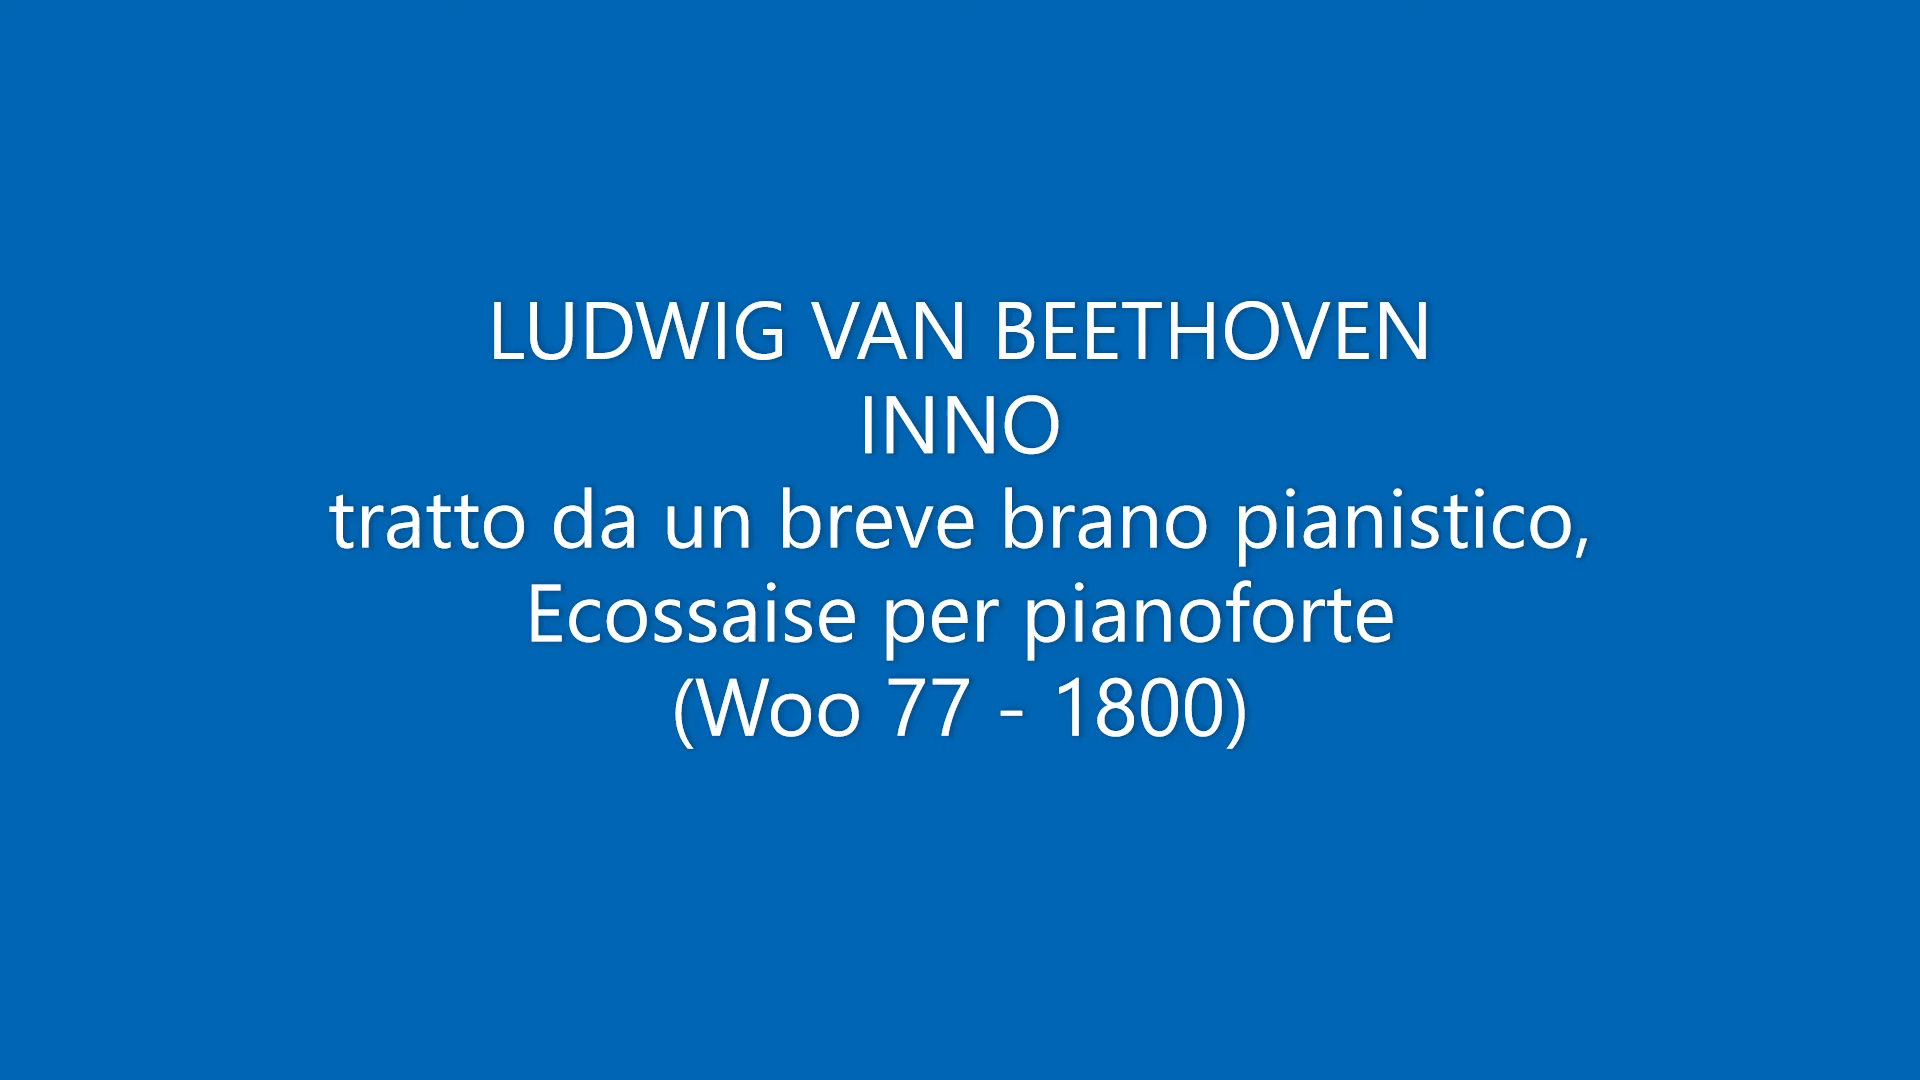 LUDWIG VAN BEETHOVEN
INNO
tratto da un breve brano pianistico,
Ecossaise per pianoforte
(Woo 77 - 1800)